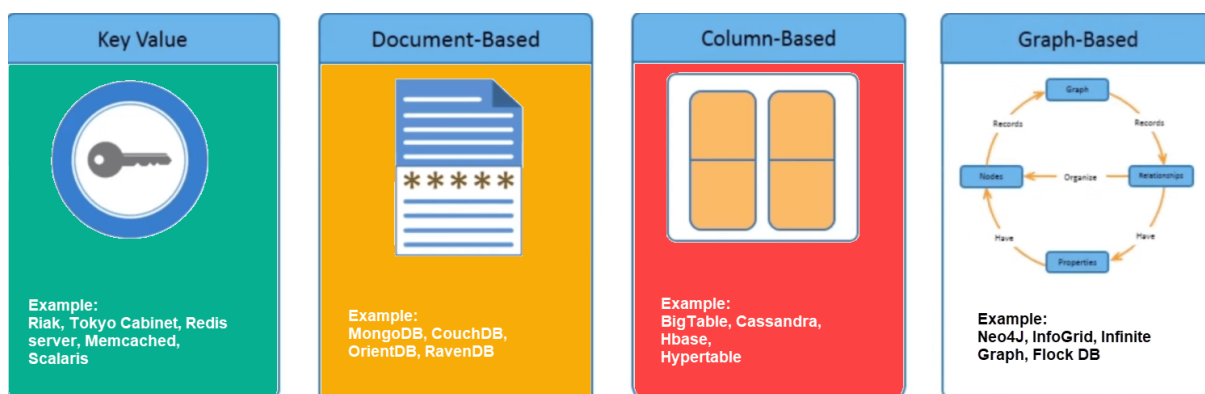 Key Value
Example:
Riak, Tokyo Cabinet, Redis
server, Memcached,
Scalaris
Document-Based
*****
Example:
MongoDB, CouchDB,
OrientDB, RavenDB
Column-Based
Example:
BigTable, Cassandra,
Hbase,
Hypertable
Graph-Based
Graph
Records
Records
Nodes
Organize
Relationships
Have
Have
Properties
Example:
Neo4J, InfoGrid, Infinite
Graph, Flock DB